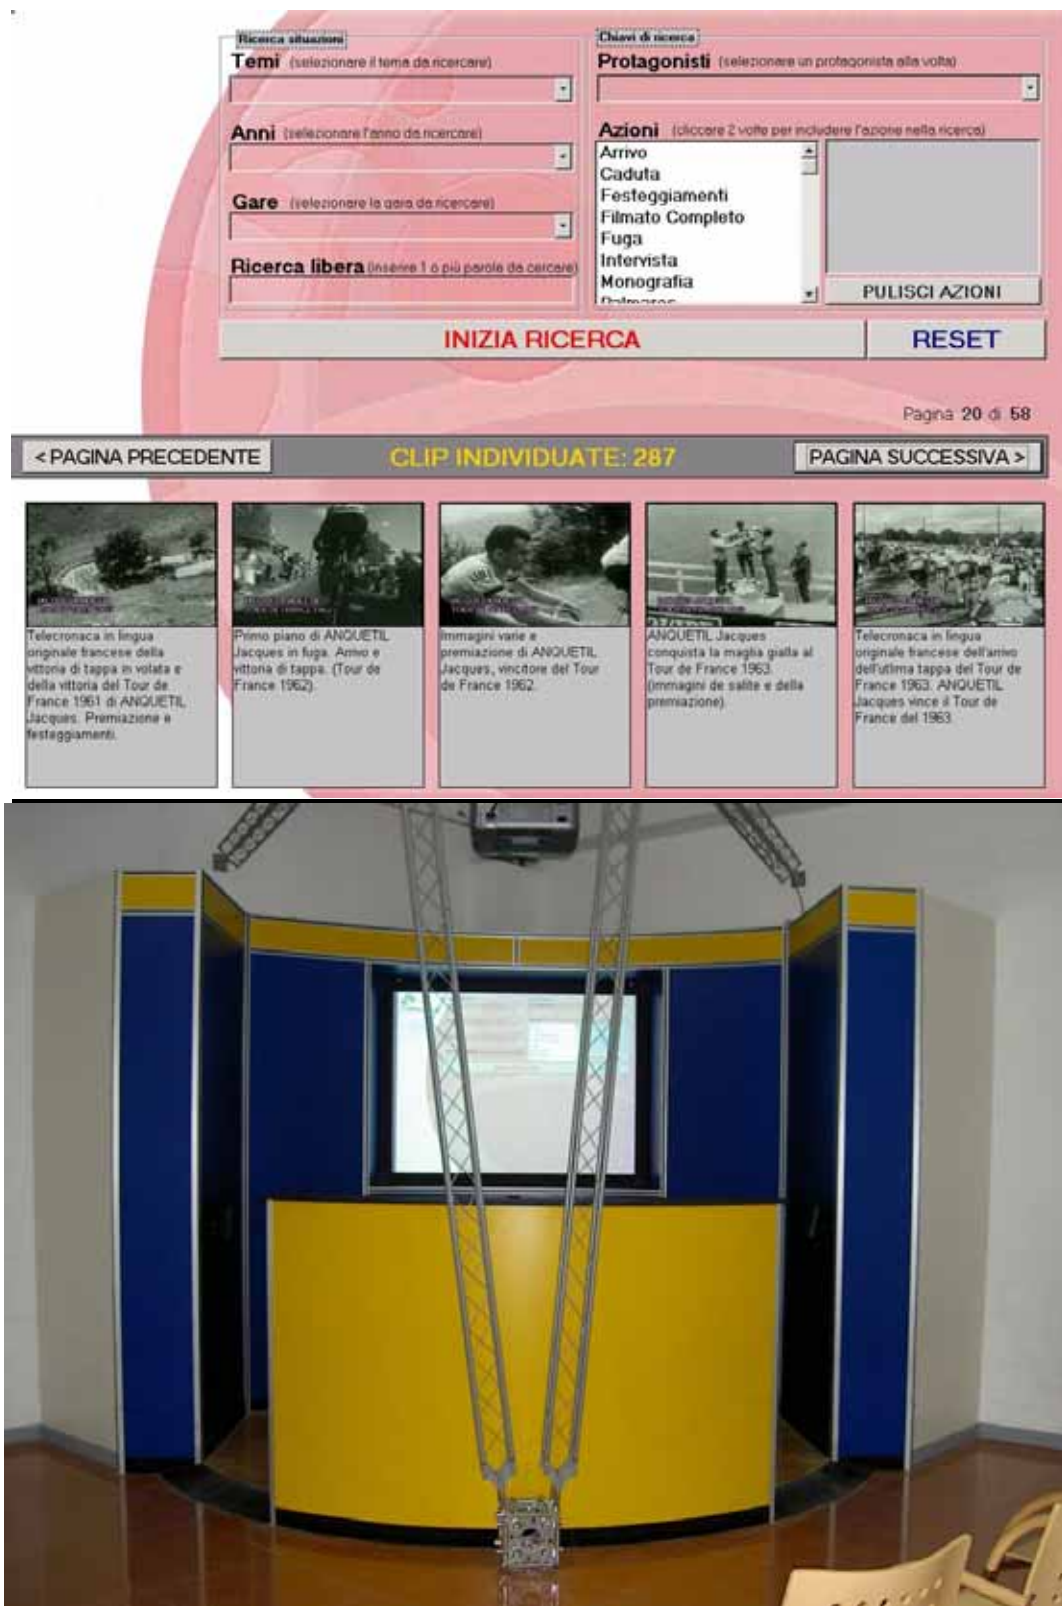 Ricerca situazioni
Temi (selezionare il tema da ricercare)
Anni (selezionare l'anno da ricercare)
Gare (selezionare la gara da ricercare)
Ricerca libera (inserire 1 o più parole da cercare)
Chiavi di ricerca
Protagonisti (selezionare un protagonista alla volta)
Azioni (cliccare 2 volte per includere l'azione nella ricerca)
Arrivo
Caduta
Festeggiamenti
Filmato Completo
Fuga
Intervista
Monografia
Palmares
PULISCI AZIONI
INIZIA RICERCA
RESET
Pagina 20 di 58
< PAGINA PRECEDENTE
CLIP INDIVIDUATE: 287
PAGINA SUCCESSIVA >
Telecronaca in lingua
originale francese della
vittoria di tappa in volata e
della vittoria del Tour de
France 1961 di ANQUETIL
Jacques. Premiazione e
festeggiamenti.
Primo piano di ANQUETIL
Jacques in fuga. Arrivo e
vittoria di tappa. (Tour de
France 1962).
Immagini varie e
premiazione di ANQUETIL
Jacques, vincitore del Tour
de France 1962.
ANQUETIL Jacques
conquista la maglia gialla al
Tour de France 1963
(immagini de salite e della
premiazione).
Telecronaca in lingua
originale francese dell'arrivo
dell'utlima tappa del Tour de
France 1963. ANQUETIL
Jacques vince il Tour de
France del 1963.